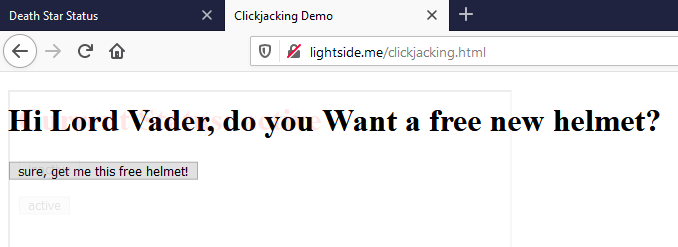 Death Star Status
Clickjacking Demo
lightside.me/clickjacking.html
Hi Lord Vader, do you Want a free new helmet?
sure, get me this free helmet!
active